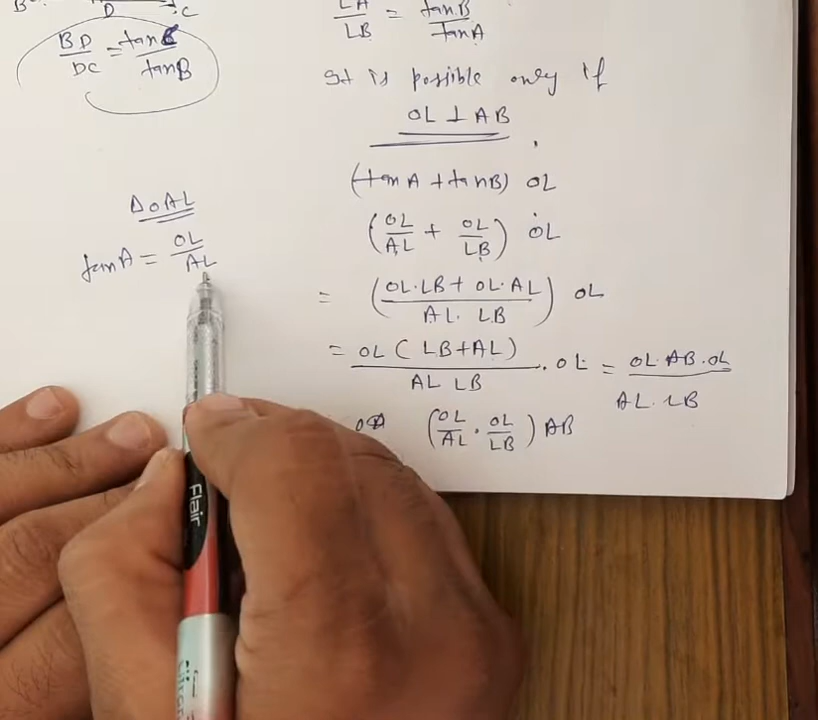 B D C
BD/DC = tanC/tanB
ΔOAL
tanA = OL/AL
LA/LB = tanB/tanA
It is possible only if
OL ⊥ AB
(tanA + tanB) OL
(OL/AL + OL/LB) OL
= (OL·LB + OL·AL / AL·LB) OL
= OL(LB+AL) / AL LB · OL = OL·AB·OL / AL·LB
(OL/AL · OL/LB) AB
Flair